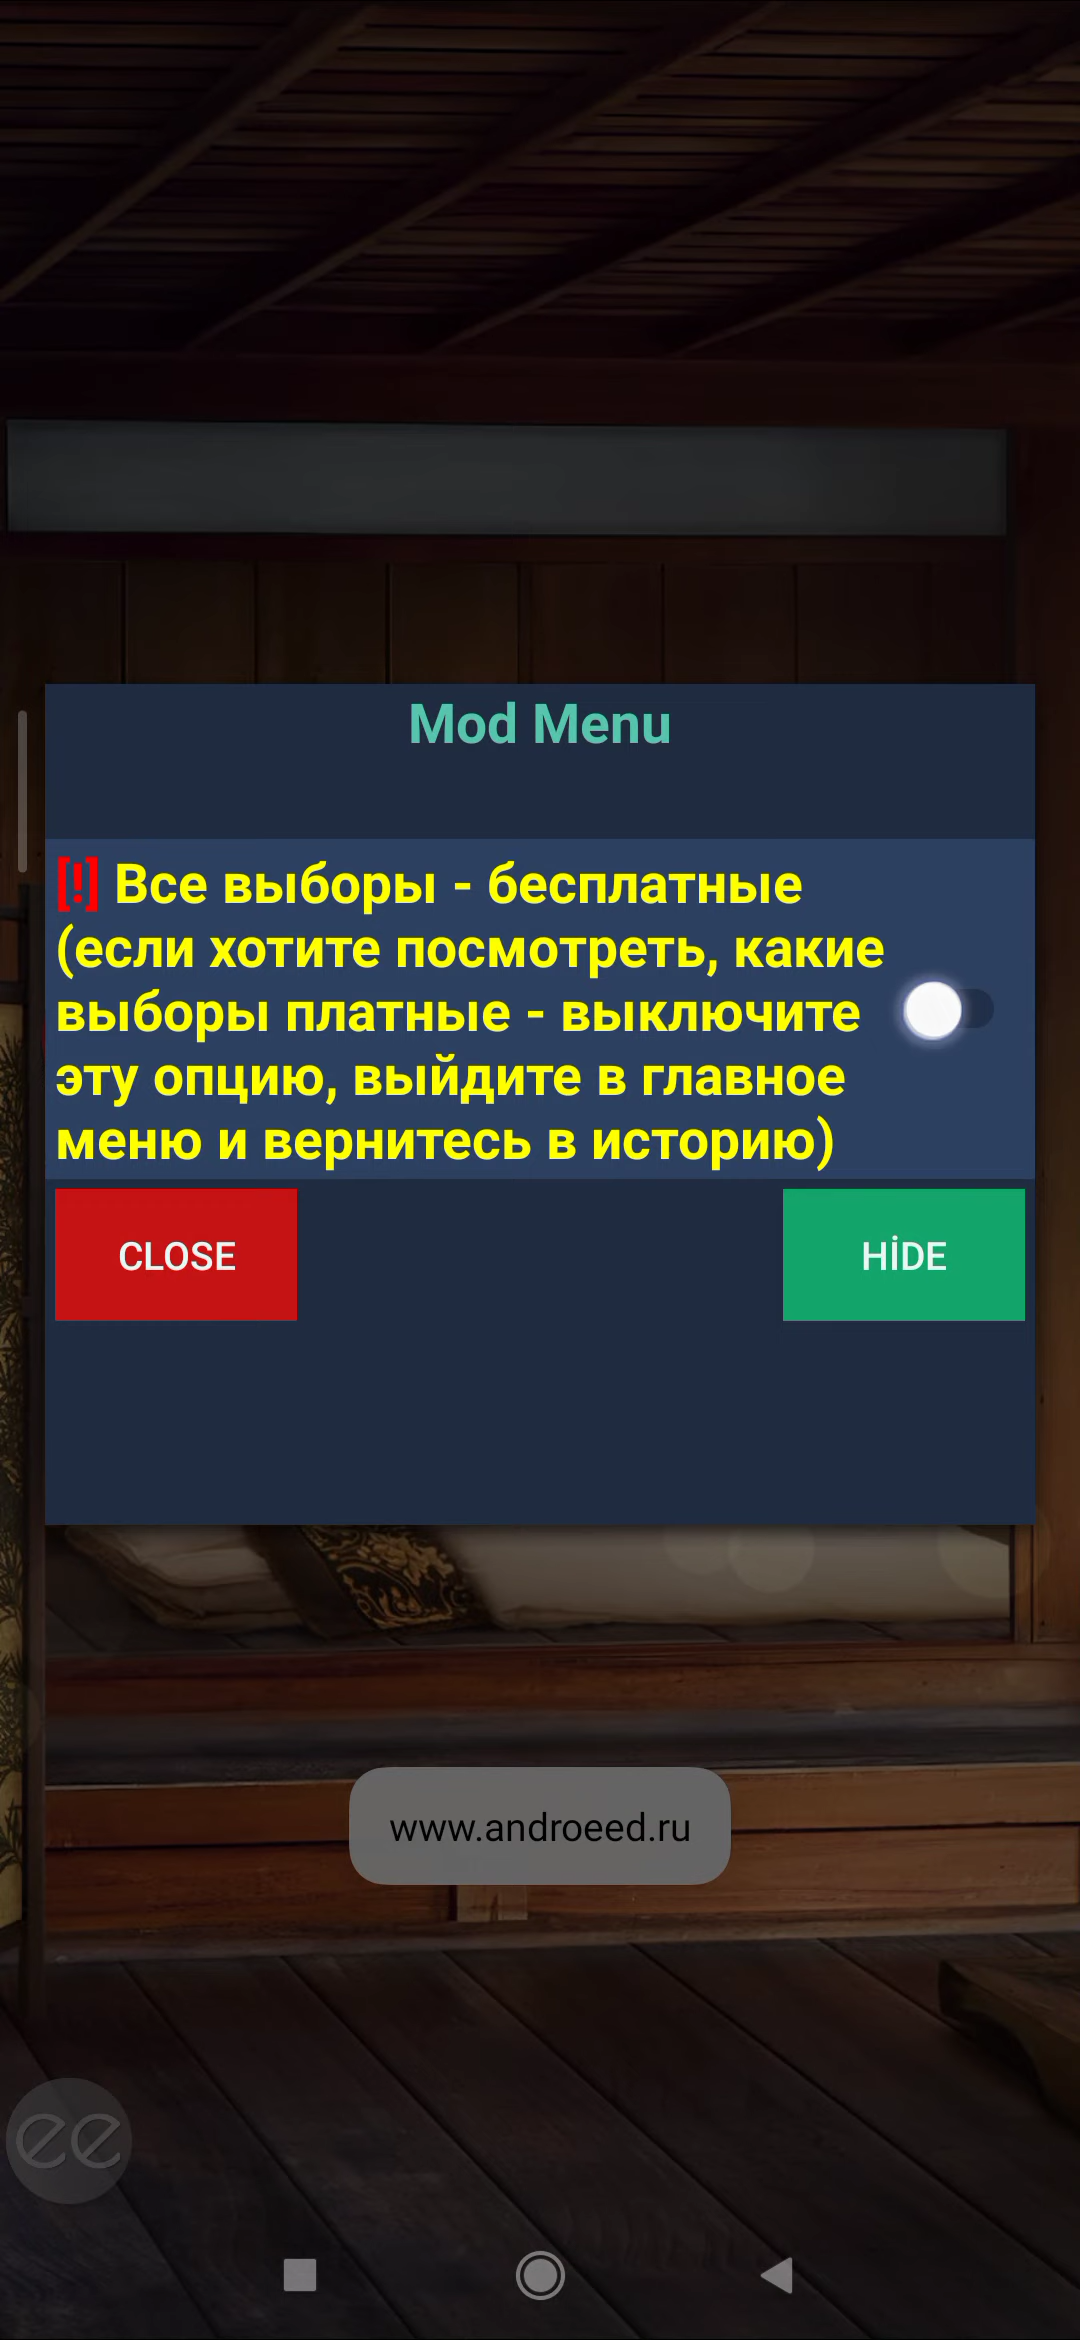 Mod Menu
[!] Все выборы - бесплатные
(если хотите посмотреть, какие
выборы платные - выключите
эту опцию, выйдите в главное
меню и вернитесь в историю)
CLOSE
HİDE
www.androeed.ru
ee